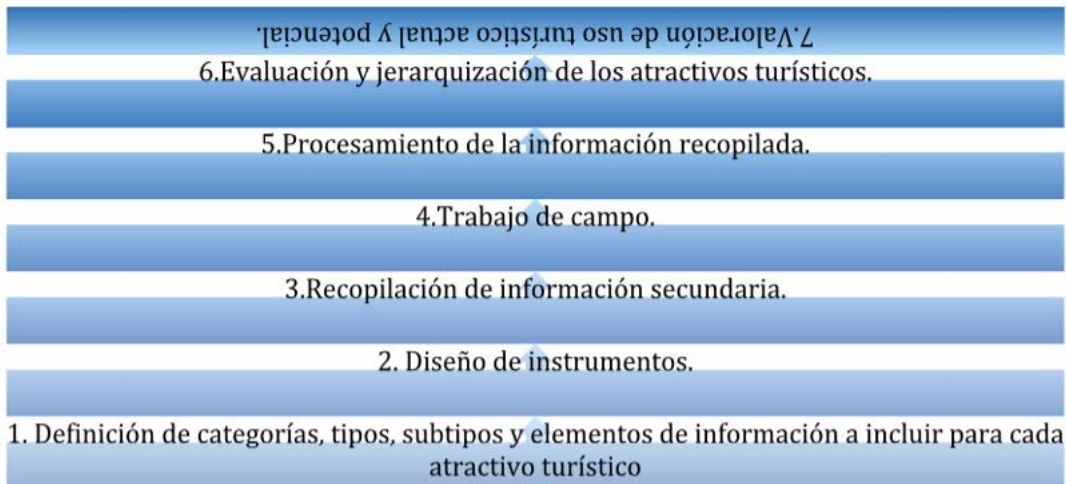 7.Valoración de uso turístico actual y potencial.
6.Evaluación y jerarquización de los atractivos turísticos.
5.Procesamiento de la información recopilada.
4.Trabajo de campo.
3.Recopilación de información secundaria.
2. Diseño de instrumentos.
1. Definición de categorías, tipos, subtipos y elementos de información a incluir para cada
atractivo turístico